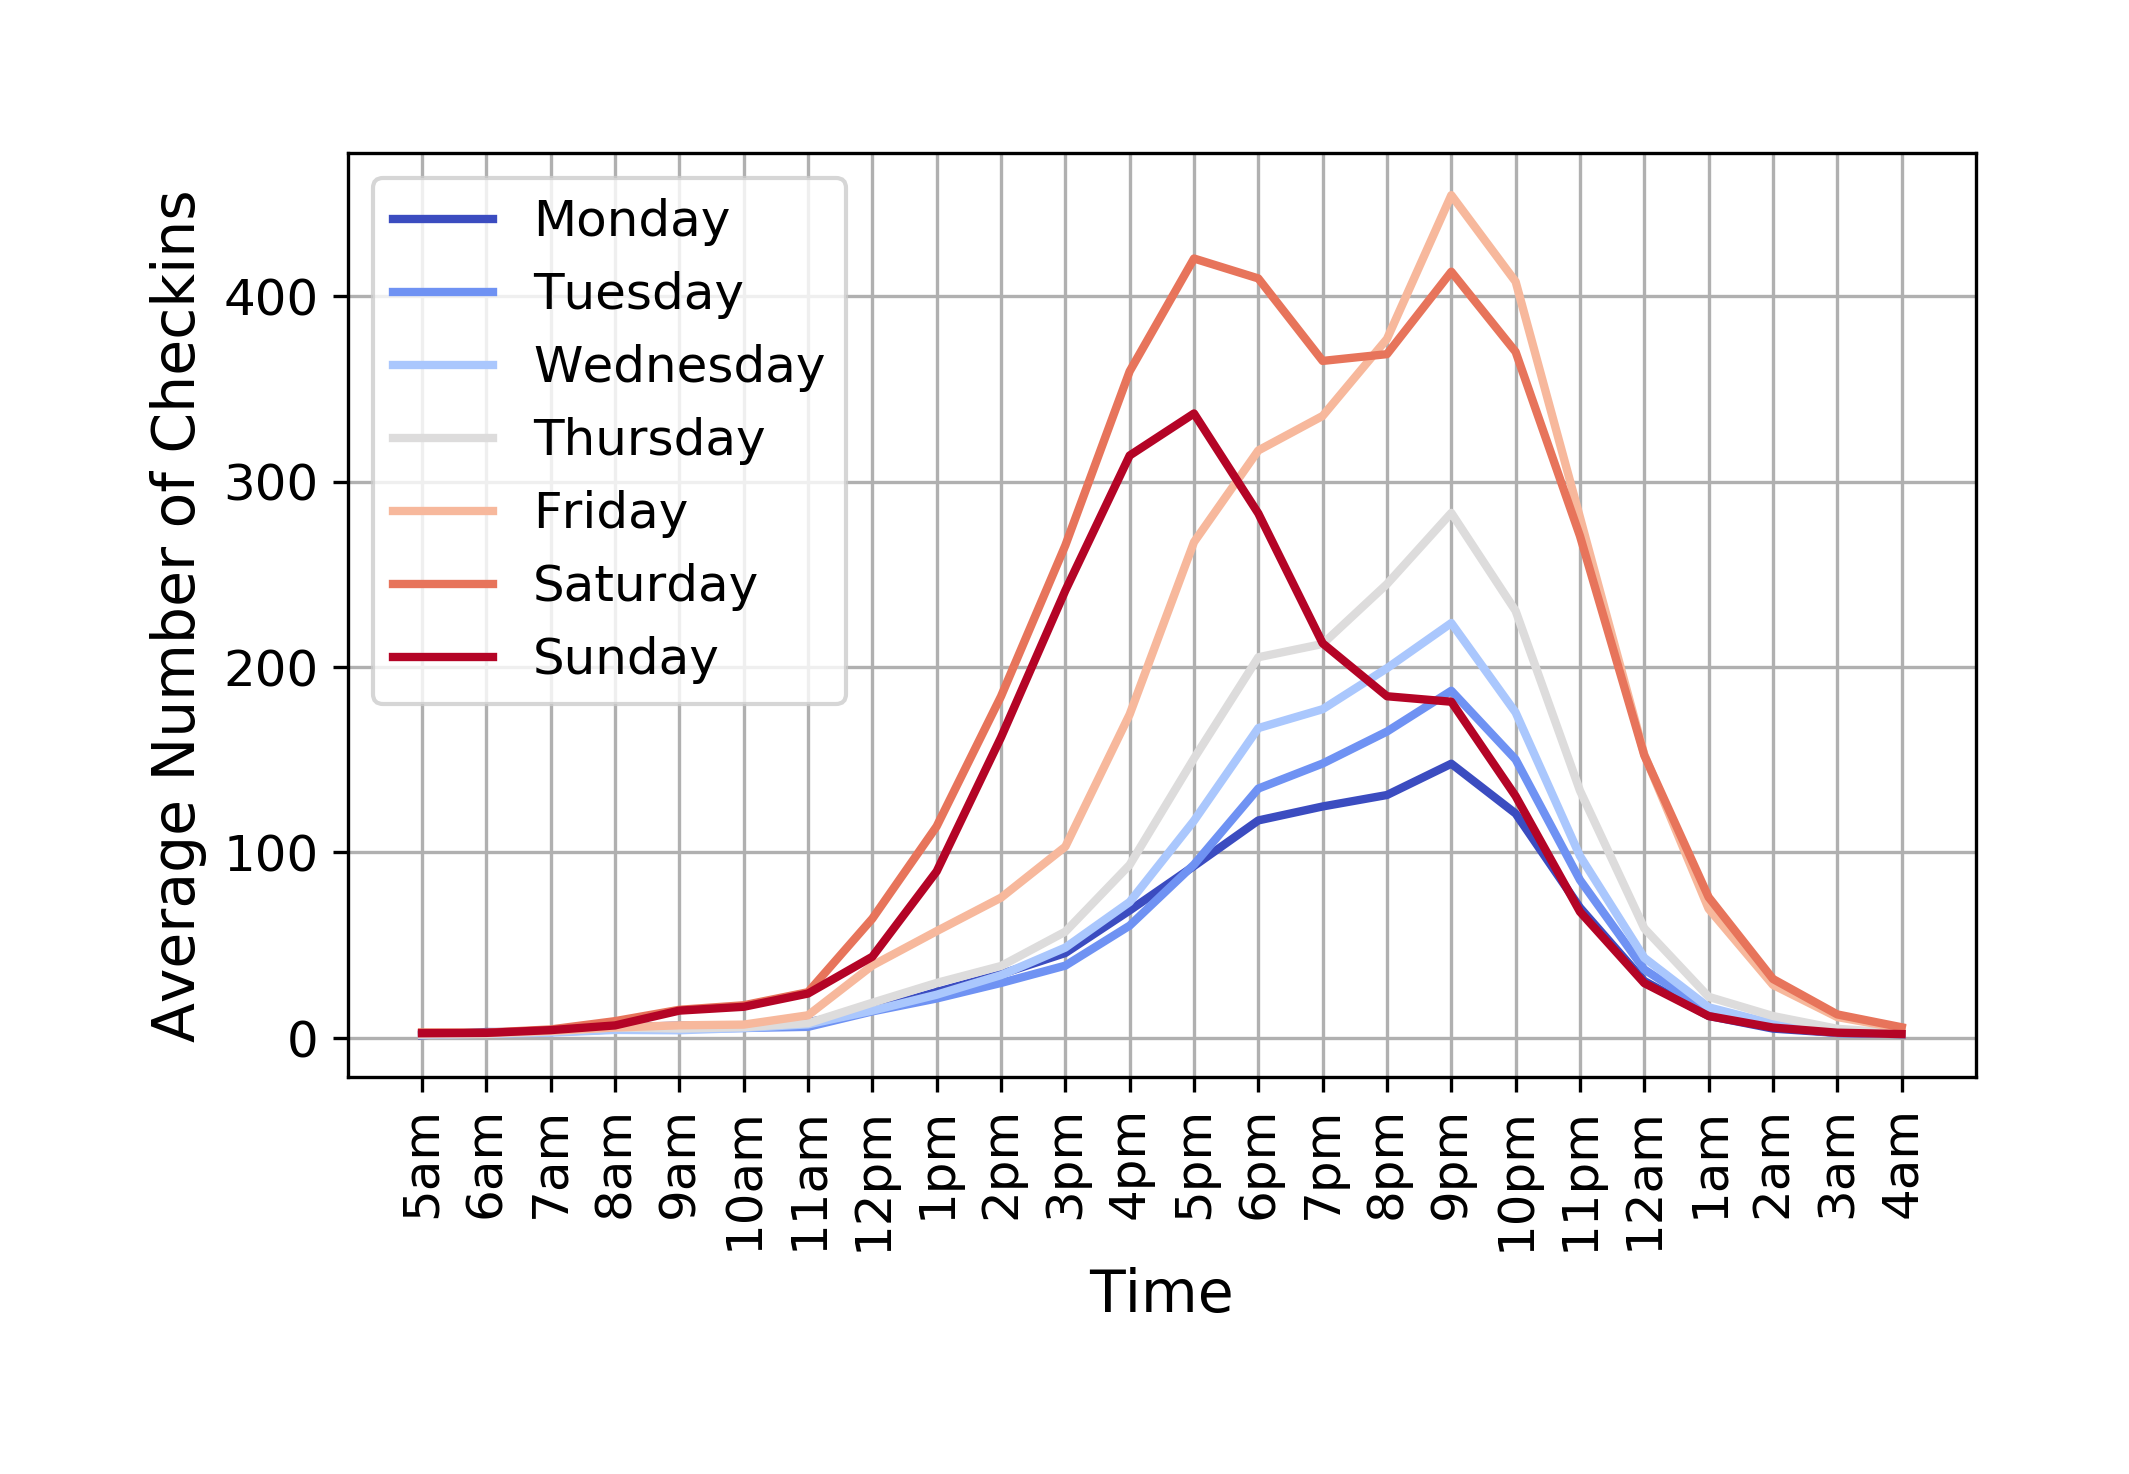 Average Number of Checkins
400
300
200
100
0
Monday
Tuesday
Wednesday
Thursday
Friday
Saturday
Sunday
5am
6am
7am
8am
9am
10am
11am
12pm
1pm
2pm
3pm
4pm
5pm
6pm
7pm
8pm
9pm
10pm
11pm
12am
1am
2am
3am
4am
Time